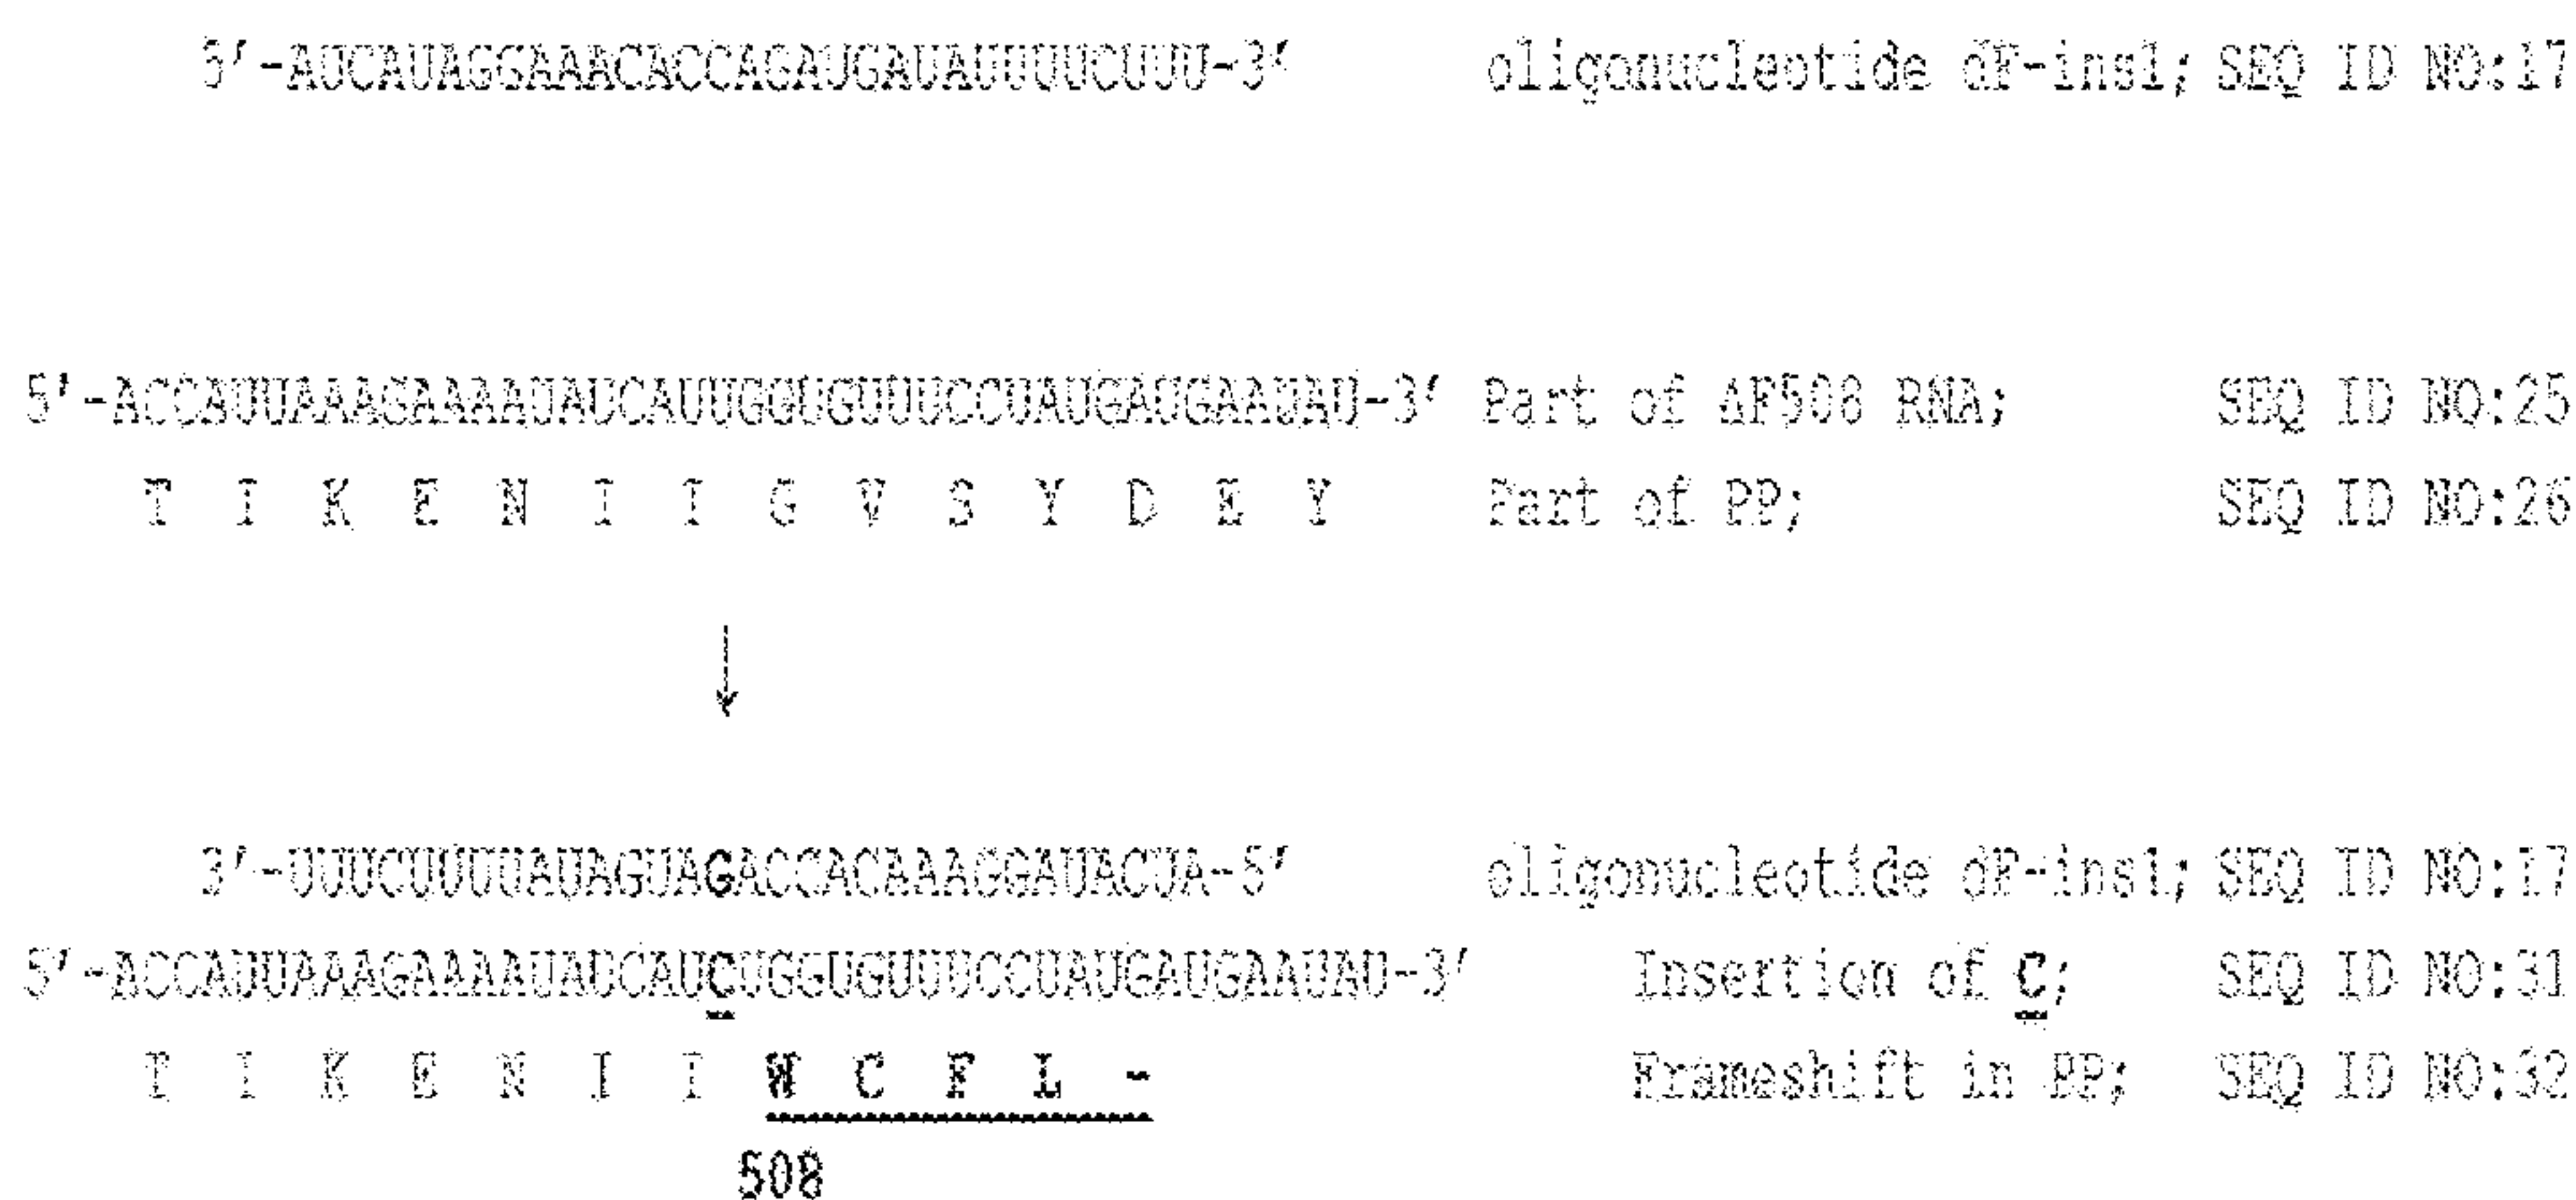 5'-AUCAUAGGAAACACCAGAUGAUAUUUUCUUU-3' oligonucleotide dF-ins1; SEQ ID NO:17
5'-ACCAUUAAAGAAAAUAUCAUUGGUGUUUCCUAUGAUGAAUAU-3' Part of ΔF508 RNA; SEQ ID NO:25
T I K E N I I G V S Y D E Y Part of PP; SEQ ID NO:26
↓
3'-UUUCUUUUAUAGUAGACCACAAAGGAUACUA-5' oligonucleotide dF-ins1; SEQ ID NO:17
5'-ACCAUUAAAGAAAAUAUCAUCUGGUGUUUCCUAUGAUGAAUAU-3' Insertion of C; SEQ ID NO:31
T I K E N I I W C F L - Frameshift in PP; SEQ ID NO:32
508